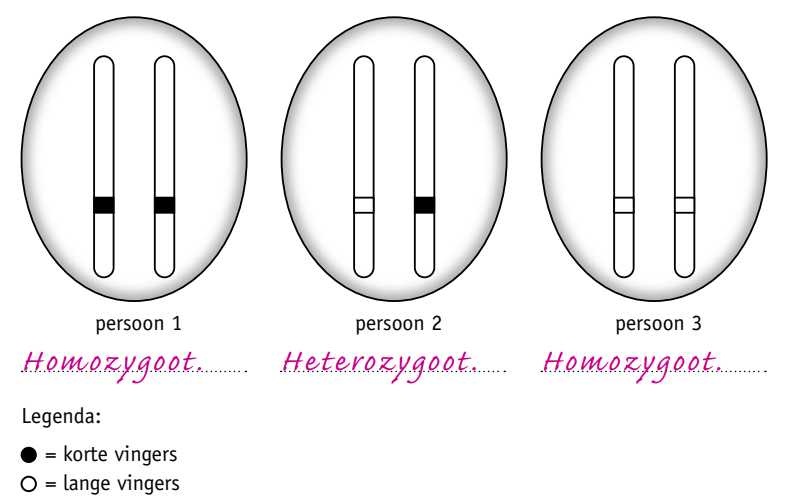 persoon 1
persoon 2
persoon 3
Homozygoot.
Heterozygoot.
Homozygoot.
Legenda:
= korte vingers
= lange vingers